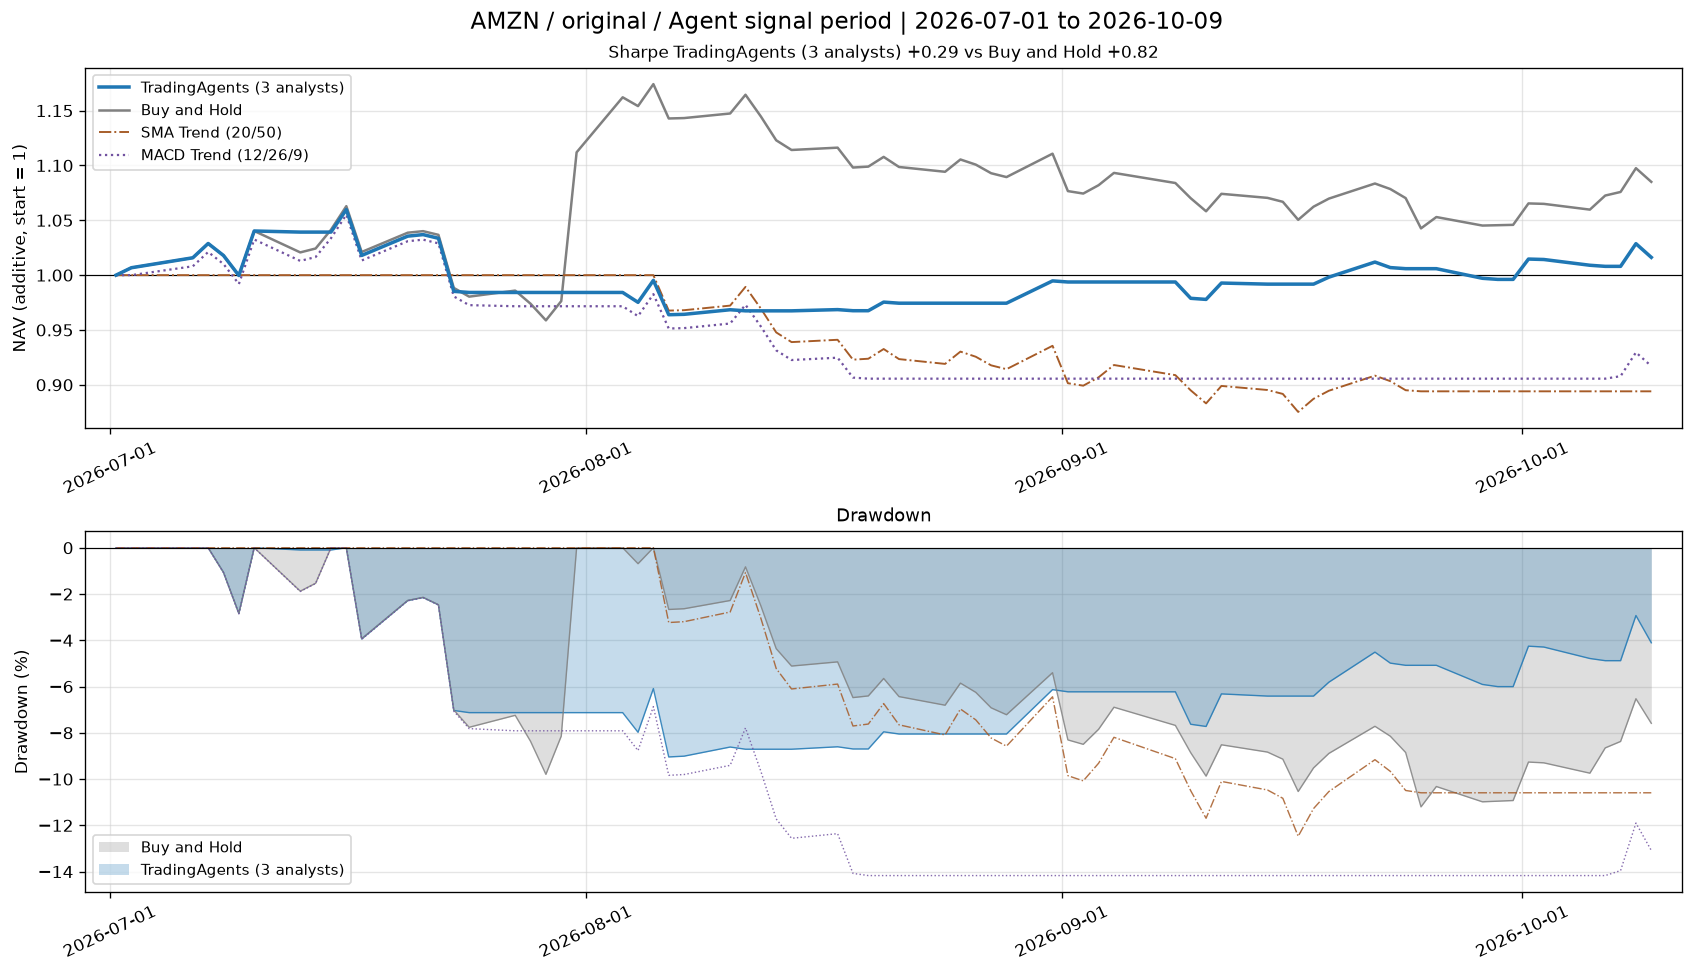 AMZN / original / Agent signal period | 2026-07-01 to 2026-10-09
Sharpe TradingAgents (3 analysts) +0.29 vs Buy and Hold +0.82
TradingAgents (3 analysts)
Buy and Hold
SMA Trend (20/50)
MACD Trend (12/26/9)
NAV (additive, start = 1)
1.15
1.10
1.05
1.00
0.95
0.90
2026-07-01
2026-08-01
2026-09-01
2026-10-01
Drawdown
Drawdown (%)
0
−2
−4
−6
−8
−10
−12
−14
Buy and Hold
TradingAgents (3 analysts)
2026-07-01
2026-08-01
2026-09-01
2026-10-01